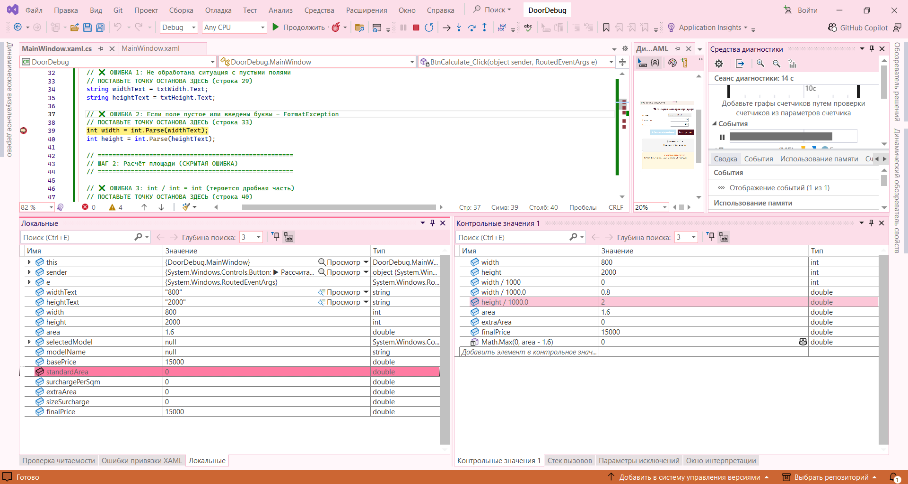 Файл Правка Вид Git Проект Сборка Отладка Тест Анализ Средства Расширения Окно Справка Поиск DoorDebug Войти
Debug Any CPU Продолжить Application Insights GitHub Copilot
MainWindow.xaml.cs MainWindow.xaml
DoorDebug DoorDebug.MainWindow BtnCalculate_Click(object sender, RoutedEventArgs e)
32 // ❌ ОШИБКА 1: Не обработана ситуация с пустыми полями
33 // ПОСТАВЬТЕ ТОЧКУ ОСТАНОВА ЗДЕСЬ (строка 29)
34 string widthText = txtWidth.Text;
35 string heightText = txtHeight.Text;
36
37 // ❌ ОШИБКА 2: Если поле пустое или введены буквы — FormatException
38 // ПОСТАВЬТЕ ТОЧКУ ОСТАНОВА ЗДЕСЬ (строка 33)
39 int width = int.Parse(widthText);
40 int height = int.Parse(heightText);
41
42 // ==================================================
43 // ШАГ 2: Расчёт площади (СКРЫТАЯ ОШИБКА)
44 // ==================================================
45
46 // ❌ ОШИБКА 3: int / int = int (теряется дробная часть)
47 // ПОСТАВЬТЕ ТОЧКУ ОСТАНОВА ЗДЕСЬ (строка 40)
82 % 0 4 Стр: 37 Симв: 39 Столб: 40 Пробелы CRLF
Ди...AML
20%
Средства диагностики
Сеанс диагностики: 14 с
10с
Добавьте графы счетчиков путем проверки
счетчиков из параметров счетчика
События
Сводка События Использование памяти
События
Отображение событий (1 из 1)
Использование памяти
Динамическое визуальное дерево
Обозреватель решений
Динамический обозреватель свойств
Локальные
Поиск (Ctrl+E) Глубина поиска: 3
Имя Значение Тип
this {DoorDebug.MainWindow} Просмотр DoorDebug.MainW...
sender {System.Windows.Controls.Button: ▶ Рассчита... Просмотр object {System.Win...
e {System.Windows.RoutedEventArgs} System.Windows.Ro...
widthText "800" Просмотр string
heightText "2000" Просмотр string
width 800 int
height 2000 int
area 1.6 double
selectedModel null System.Windows.Co...
modelName null string
basePrice 15000 double
standardArea 0 double
surchargePerSqm 0 double
extraArea 0 double
sizeSurcharge 0 double
finalPrice 15000 double
Проверка читаемости Ошибки привязки XAML Локальные
Контрольные значения 1
Поиск (Ctrl+E) Глубина поиска: 3
Имя Значение Тип
width 800 int
height 2000 int
width / 1000 0 int
width / 1000.0 0.8 double
height / 1000.0 2 double
area 1.6 double
extraArea 0 double
finalPrice 15000 double
Math.Max(0, area - 1.6) 0 double
Добавить элемент в контрольное знач...
Контрольные значения 1 Стек вызовов Параметры исключений Окно интерпретации
Готово Добавить в систему управления версиями Выбрать репозиторий 1